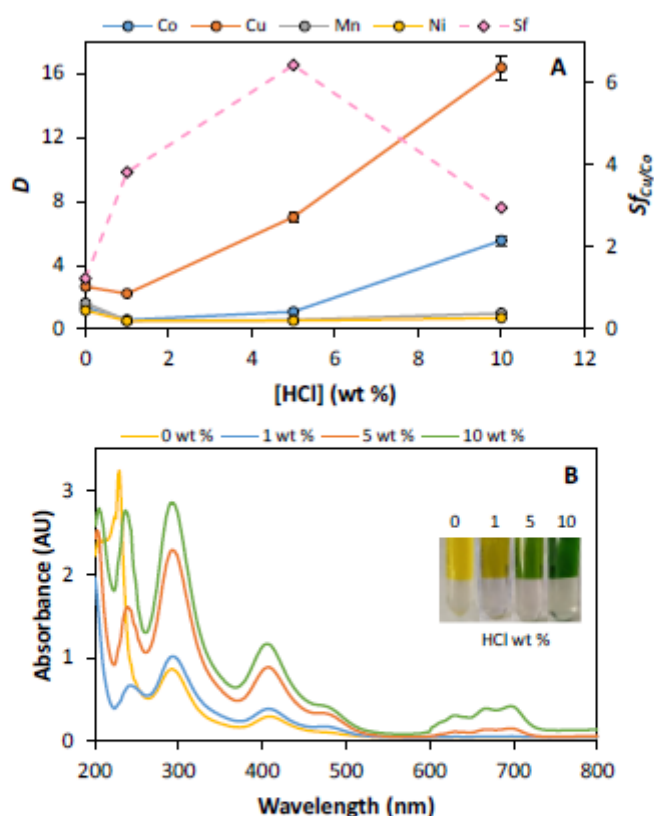 Co Cu Mn Ni Sf
A
16
12
8
4
0
D
6
4
2
0
Sf Cu/Co
0 2 4 6 8 10 12
[HCl] (wt %)
0 wt % 1 wt % 5 wt % 10 wt %
B
3
2
1
0
Absorbance (AU)
0 1 5 10
HCl wt %
200 300 400 500 600 700 800
Wavelength (nm)